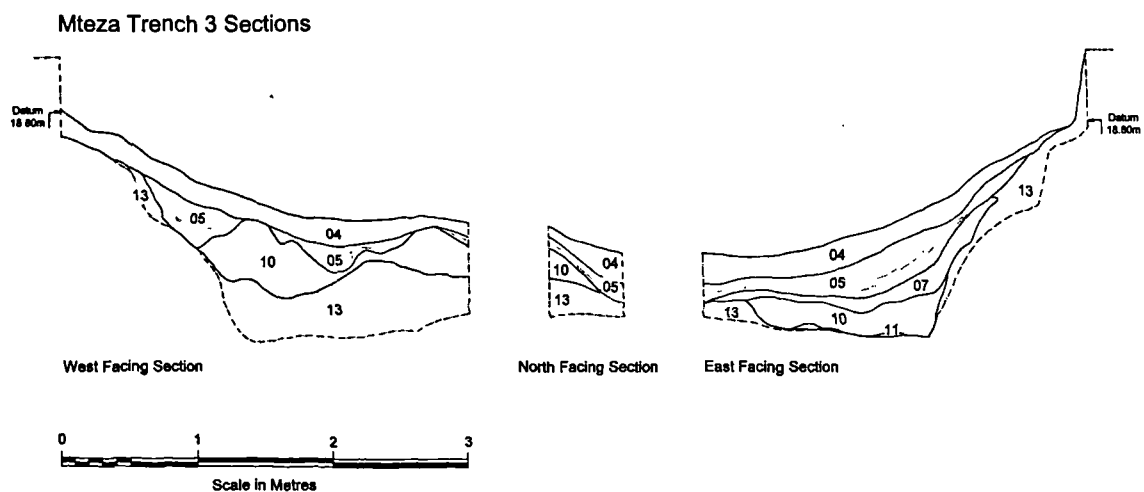 Mteza Trench 3 Sections
Datum
18 80m
13
05
04
10
05
13
West Facing Section
04
10
05
13
North Facing Section
Datum
18.80m
13
04
05
07
13
10
11
East Facing Section
0 1 2 3
Scale in Metres